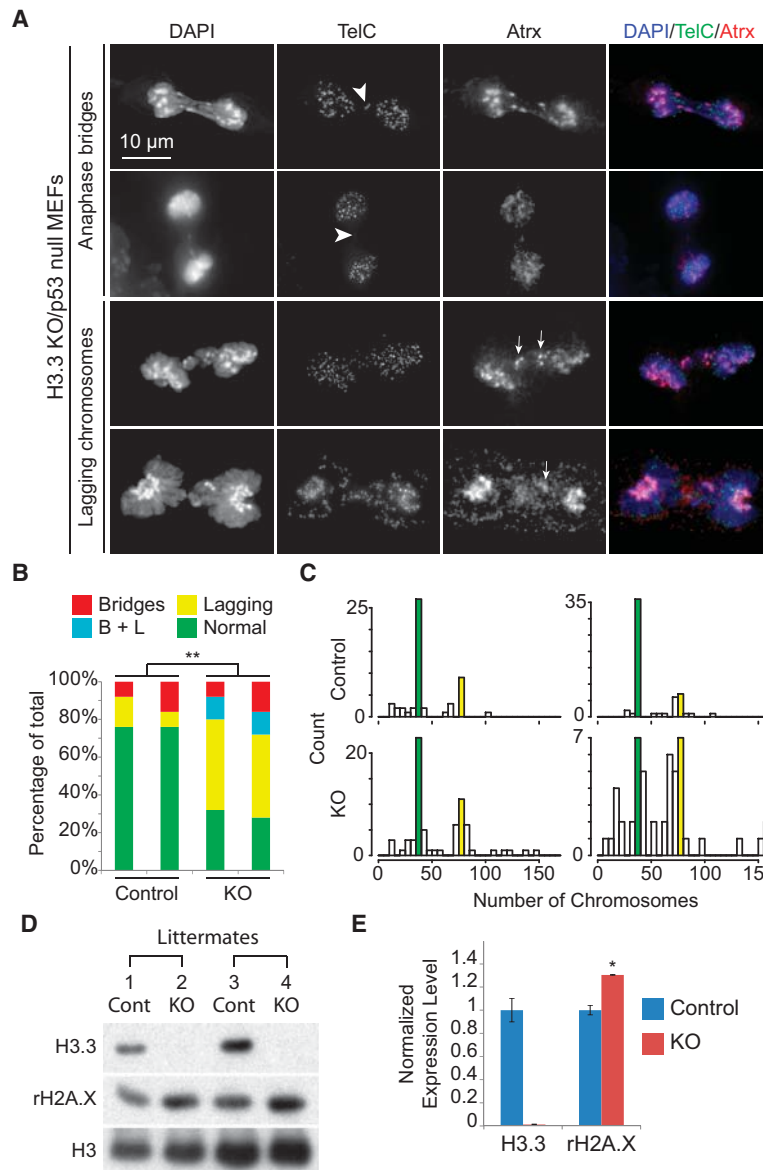 A
DAPI TelC Atrx DAPI/TelC/Atrx
H3.3 KO/p53 null MEFs
Anaphase bridges
10 µm
Lagging chromosomes
B
Bridges Lagging
B + L Normal
**
Percentage of total
100%
80%
60%
40%
20%
0%
Control KO
C
Count
Control
25
0
35
0
KO
20
0
7
0
0 50 100 150 0 50 100 150
Number of Chromosomes
D
Littermates
1 2 3 4
Cont KO Cont KO
H3.3
rH2A.X
H3
E
Normalized
Expression Level
1.4
1.2
1
0.8
0.6
0.4
0.2
0
*
Control
KO
H3.3 rH2A.X